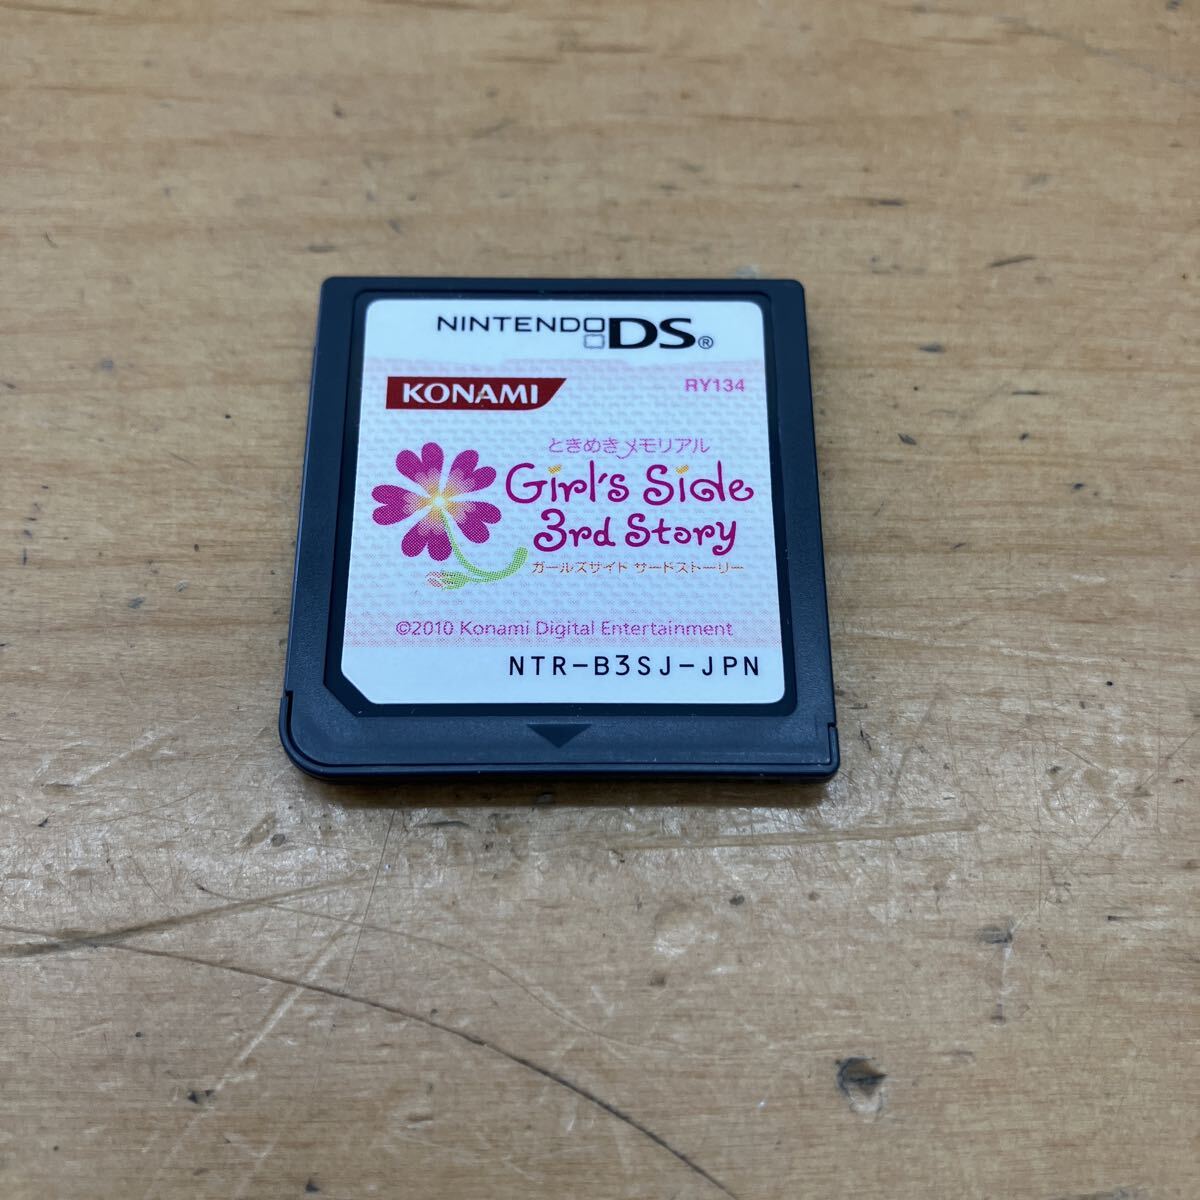 NINTENDO DS®
KONAMI
RY134
ときめきメモリアル
Girl's Side
3rd Story
ガールズサイド サードストーリー
©2010 Konami Digital Entertainment
NTR-B3SJ-JPN